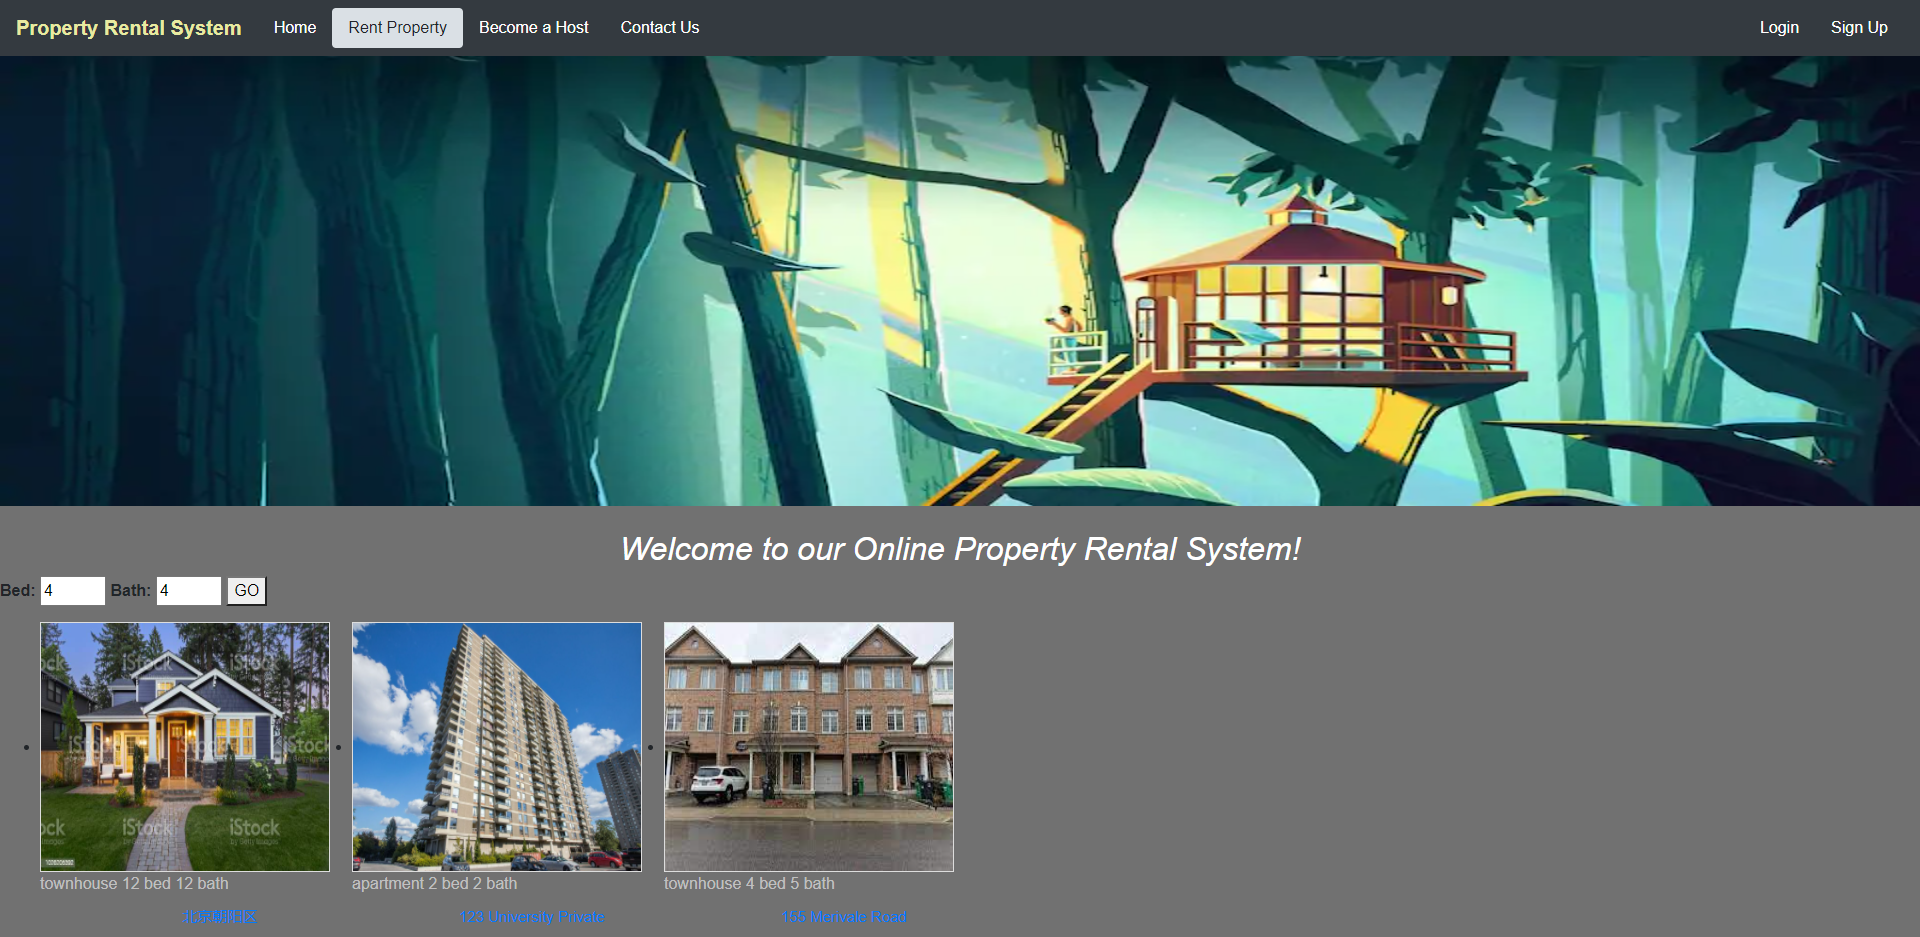 Property Rental System Home Rent Property Become a Host Contact Us Login Sign Up
Welcome to our Online Property Rental System!
Bed: 4 Bath: 4 GO
iStock iStock
iStock
iStock iStock
townhouse 12 bed 12 bath
apartment 2 bed 2 bath
townhouse 4 bed 5 bath
北京朝阳区
123 University Private
155 Merivale Road